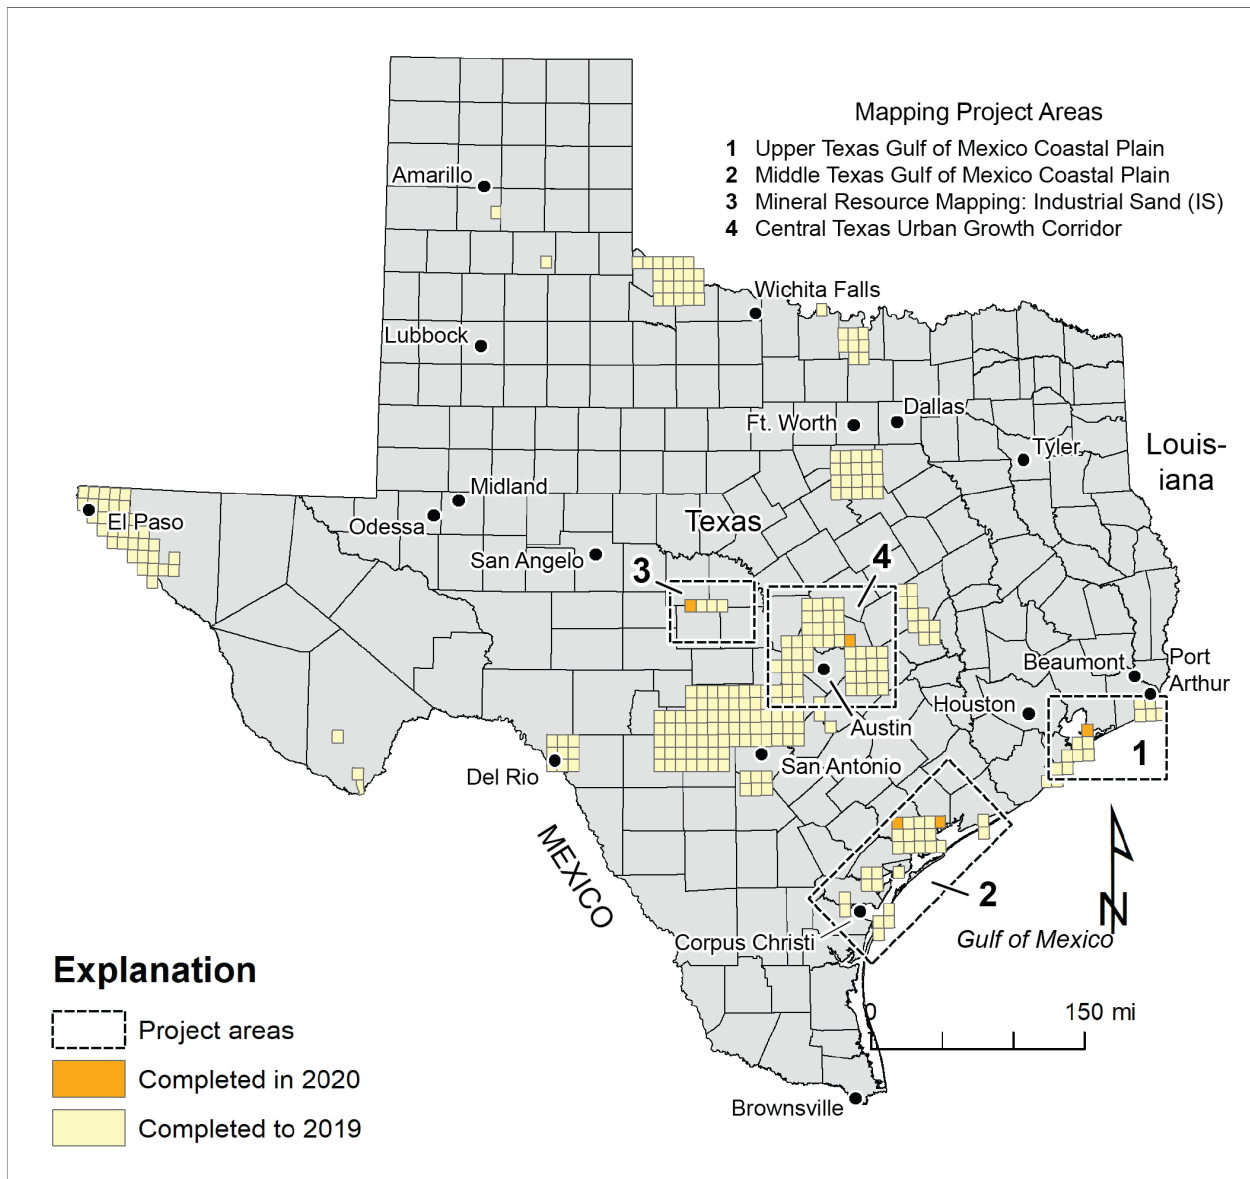 Mapping Project Areas
1 Upper Texas Gulf of Mexico Coastal Plain
2 Middle Texas Gulf of Mexico Coastal Plain
3 Mineral Resource Mapping: Industrial Sand (IS)
4 Central Texas Urban Growth Corridor
Amarillo
Wichita Falls
Lubbock
Dallas
Ft. Worth
Tyler
Louis-
iana
Midland
El Paso
Odessa
Texas
San Angelo
3
4
Beaumont
Port
Arthur
Houston
Austin
1
San Antonio
Del Rio
MEXICO
2
N
Corpus Christi
Gulf of Mexico
Explanation
0
150 mi
Project areas
Completed in 2020
Completed to 2019
Brownsville